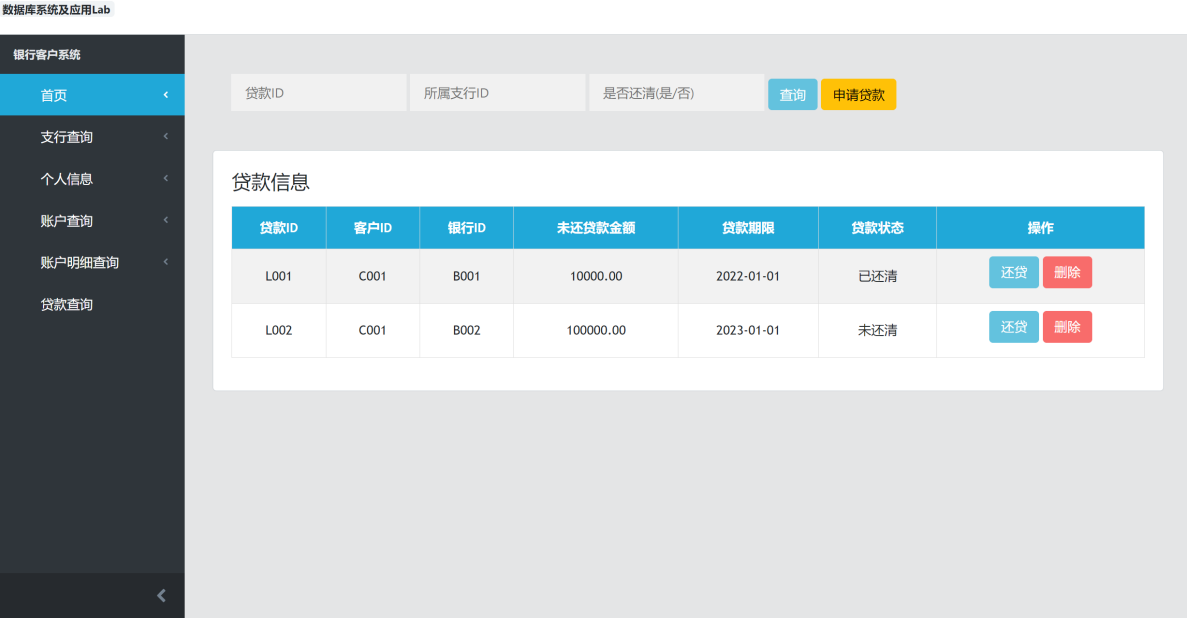 数据库系统及应用Lab
银行客户系统
首页
支行查询
个人信息
账户查询
账户明细查询
贷款查询
贷款ID 所属支行ID 是否还清(是/否) 查询 申请贷款
贷款信息
贷款ID 客户ID 银行ID 未还贷款金额 贷款期限 贷款状态 操作
L001 C001 B001 10000.00 2022-01-01 已还清 还贷 删除
L002 C001 B002 100000.00 2023-01-01 未还清 还贷 删除